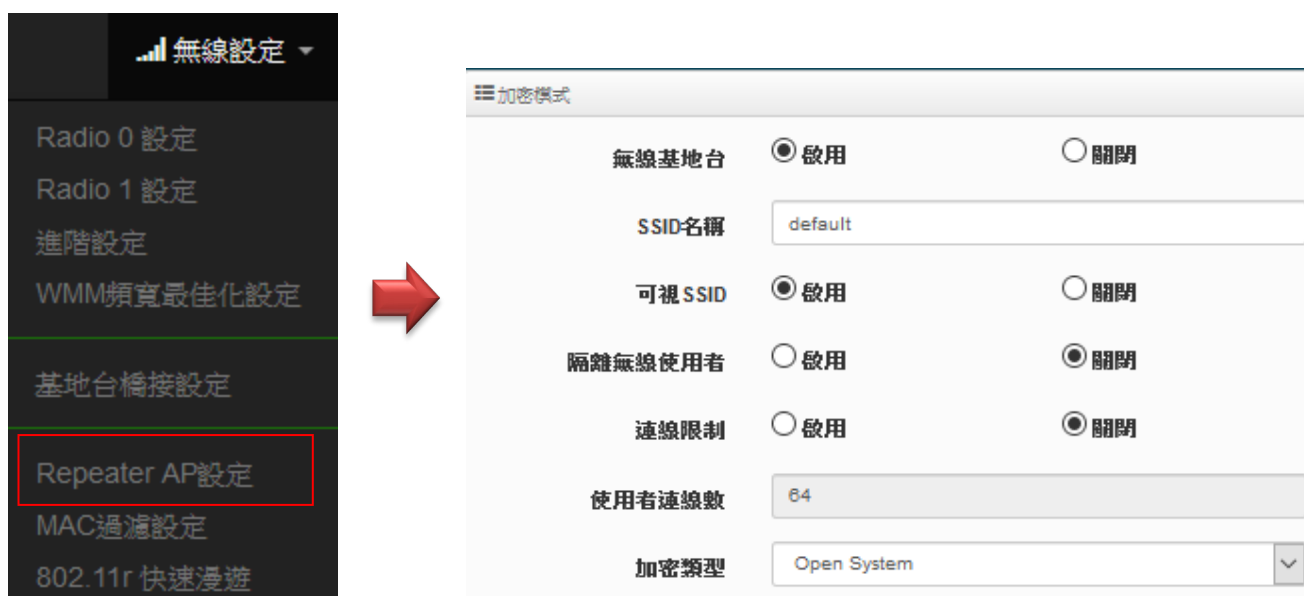 無線設定
Radio 0 設定
Radio 1 設定
進階設定
WMM頻寬最佳化設定
基地台橋接設定
Repeater AP設定
MAC過濾設定
802.11r 快速漫遊
加密模式
無線基地台 啟用 關閉
SSID名稱 default
可視SSID 啟用 關閉
隔離無線使用者 啟用 關閉
連線限制 啟用 關閉
使用者連線數 64
加密類型 Open System